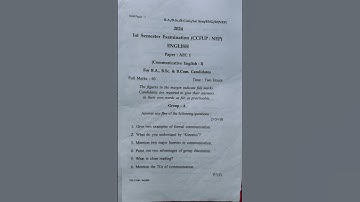 2024
1st Semester Examination (CCFUP : NEP)
ENGLISH
Paper : AEC 1
(Communicative English - I)
For B.A., B.Sc. & B.Com. Candidates
Full Marks : 40 Time : Two Hours
The figures in the margin indicate full marks.
Candidates are required to give their answers
in their own words as far as practicable.
Group - A
Answer any five of the following questions :
1. Give two examples of formal communication.
2. What do you understand by
3. Mention two major barriers to communication.
4. Point out two advantages of group discussion.
5. What is close reading?
6. Mention the 7Cs of communication.
P.T.O.